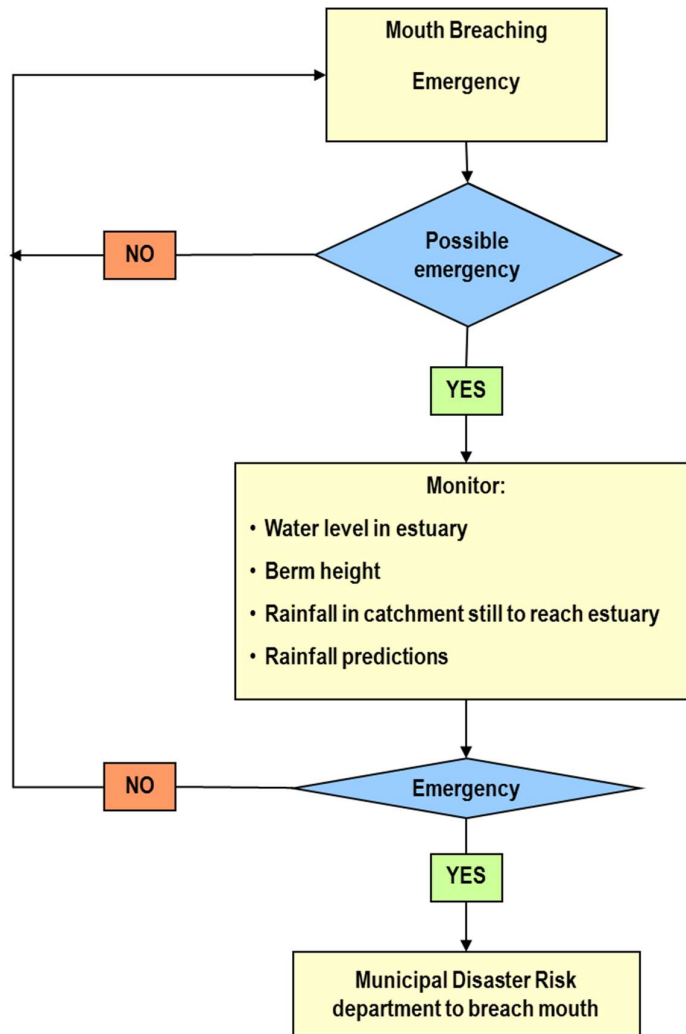 Mouth Breaching
Emergency
Possible
emergency
NO
YES
Monitor:
• Water level in estuary
• Berm height
• Rainfall in catchment still to reach estuary
• Rainfall predictions
Emergency
NO
YES
Municipal Disaster Risk
department to breach mouth